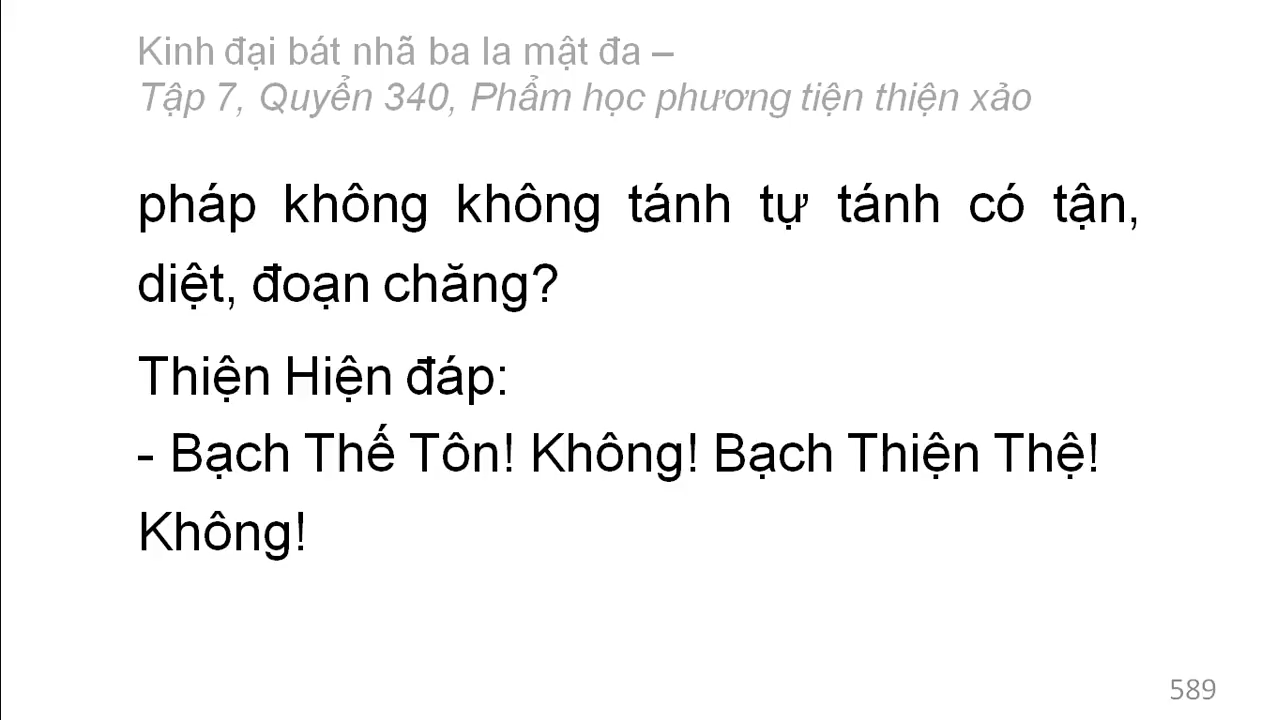 Kinh đại bát nhã ba la mật đa –
Tập 7, Quyển 340, Phẩm học phương tiện thiện xảo
pháp không không tánh tự tánh có tận,
diệt, đoạn chăng?
Thiện Hiện đáp:
- Bạch Thế Tôn! Không! Bạch Thiện Thệ!
Không!
589